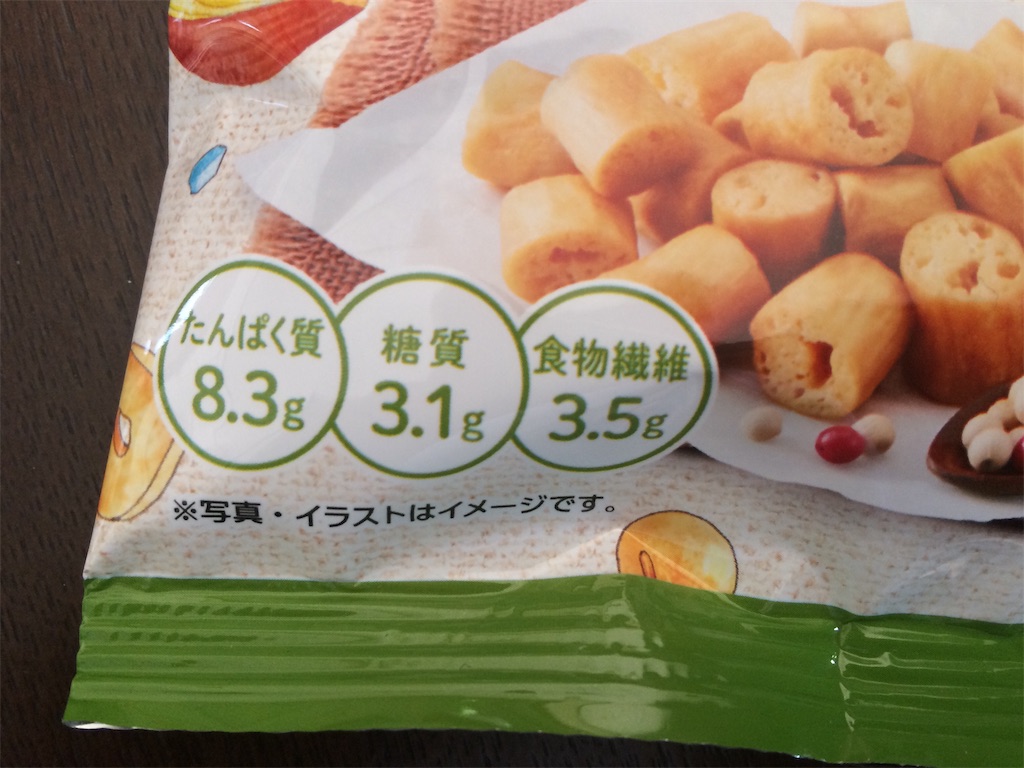 たんぱく質
8.3g
糖質
3.1g
食物繊維
3.5g
※写真・イラストはイメージです。